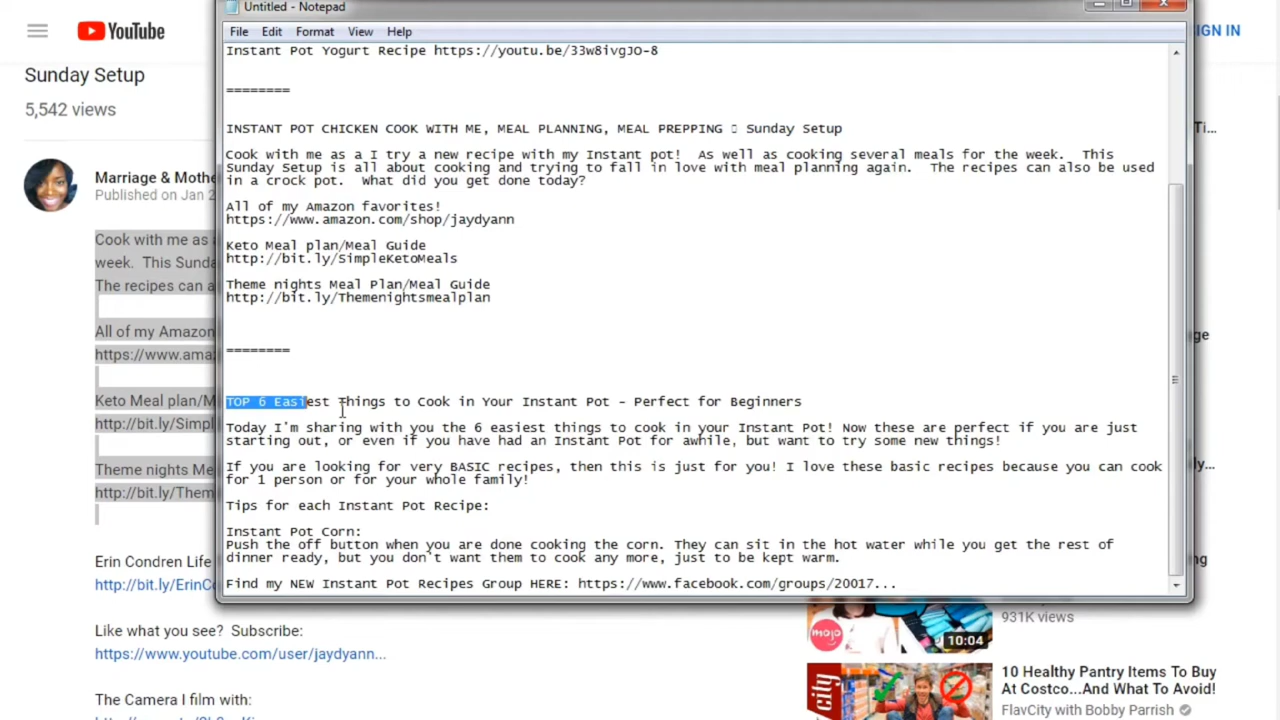 YouTube
SIGN IN
Sunday Setup
5,542 views
Marriage & Mothe
Published on Jan 2
Cook with me as a
week. This Sunda
The recipes can a
All of my Amazon
https://www.amaz
Keto Meal plan/M
http://bit.ly/Simpl
Theme nights Me
http://bit.ly/Them
Erin Condren Life
http://bit.ly/ErinCo
Like what you see? Subscribe:
https://www.youtube.com/user/jaydyann...
The Camera I film with:
Untitled - Notepad
File Edit Format View Help
Instant Pot Yogurt Recipe https://youtu.be/33w8ivgJO-8
========
INSTANT POT CHICKEN COOK WITH ME, MEAL PLANNING, MEAL PREPPING Sunday Setup
Cook with me as a I try a new recipe with my Instant pot! As well as cooking several meals for the week. This
Sunday Setup is all about cooking and trying to fall in love with meal planning again. The recipes can also be used
in a crock pot. What did you get done today?
All of my Amazon favorites!
https://www.amazon.com/shop/jaydyann
Keto Meal plan/Meal Guide
http://bit.ly/SimpleKetoMeals
Theme nights Meal Plan/Meal Guide
http://bit.ly/Themenightsmealplan
========
TOP 6 Easiest Things to Cook in Your Instant Pot - Perfect for Beginners
Today I'm sharing with you the 6 easiest things to cook in your Instant Pot! Now these are perfect if you are just
starting out, or even if you have had an Instant Pot for awhile, but want to try some new things!
If you are looking for very BASIC recipes, then this is just for you! I love these basic recipes because you can cook
for 1 person or for your whole family!
Tips for each Instant Pot Recipe:
Instant Pot Corn:
Push the off button when you are done cooking the corn. They can sit in the hot water while you get the rest of
dinner ready, but you don't want them to cook any more, just to be kept warm.
Find my NEW Instant Pot Recipes Group HERE: https://www.facebook.com/groups/20017...
Ti...
ge
y...
ng
931K views
mojo
10:04
city
10 Healthy Pantry Items To Buy
At Costco...And What To Avoid!
FlavCity with Bobby Parrish